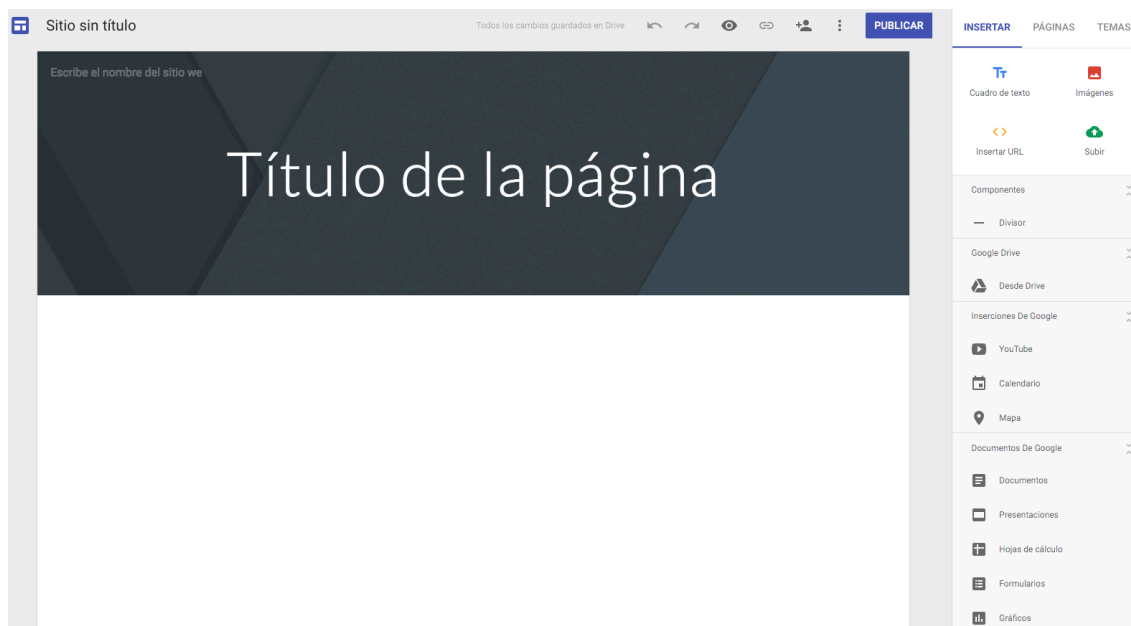 Sitio sin título
Todos los cambios guardados en Drive
PUBLICAR
INSERTAR PÁGINAS TEMAS
Escribe el nombre del sitio we
Título de la página
Tт
Cuadro de texto Imágenes
Insertar URL Subir
Componentes
Divisor
Google Drive
Desde Drive
Inserciones De Google
YouTube
Calendario
Mapa
Documentos De Google
Documentos
Presentaciones
Hojas de cálculo
Formularios
Gráficos